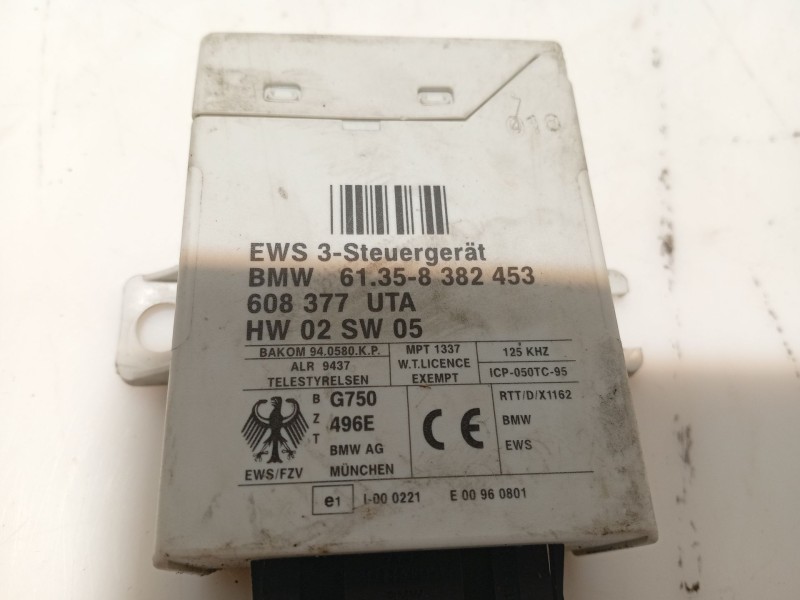 EWS 3-Steuergerät
BMW 61.35-8 382 453
608 377 UTA
HW 02 SW 05
BAKOM 94.0580.K.P.
ALR 9437
TELESTYRELSEN
MPT 1337
W.T.LICENCE
EXEMPT
125 KHZ
ICP-050TC-95
B G750
Z 496E
T BMW AG
EWS/FZV MÜNCHEN
CE
RTT/D/X1162
BMW
EWS
e1 I-00 0221 E 00 96 0801